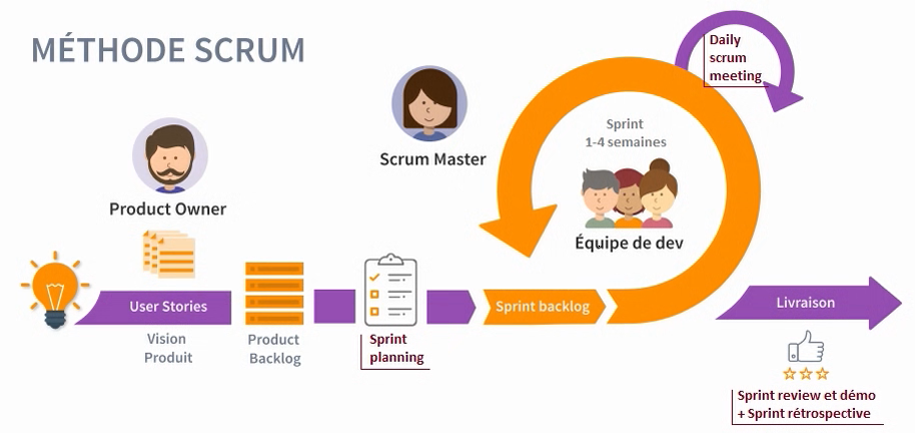 MÉTHODE SCRUM
Daily
scrum
meeting
Sprint
1-4 semaines
Scrum Master
Product Owner
Équipe de dev
User Stories
Sprint backlog
Livraison
Vision
Produit
Product
Backlog
Sprint
planning
Sprint review et démo
+ Sprint rétrospective